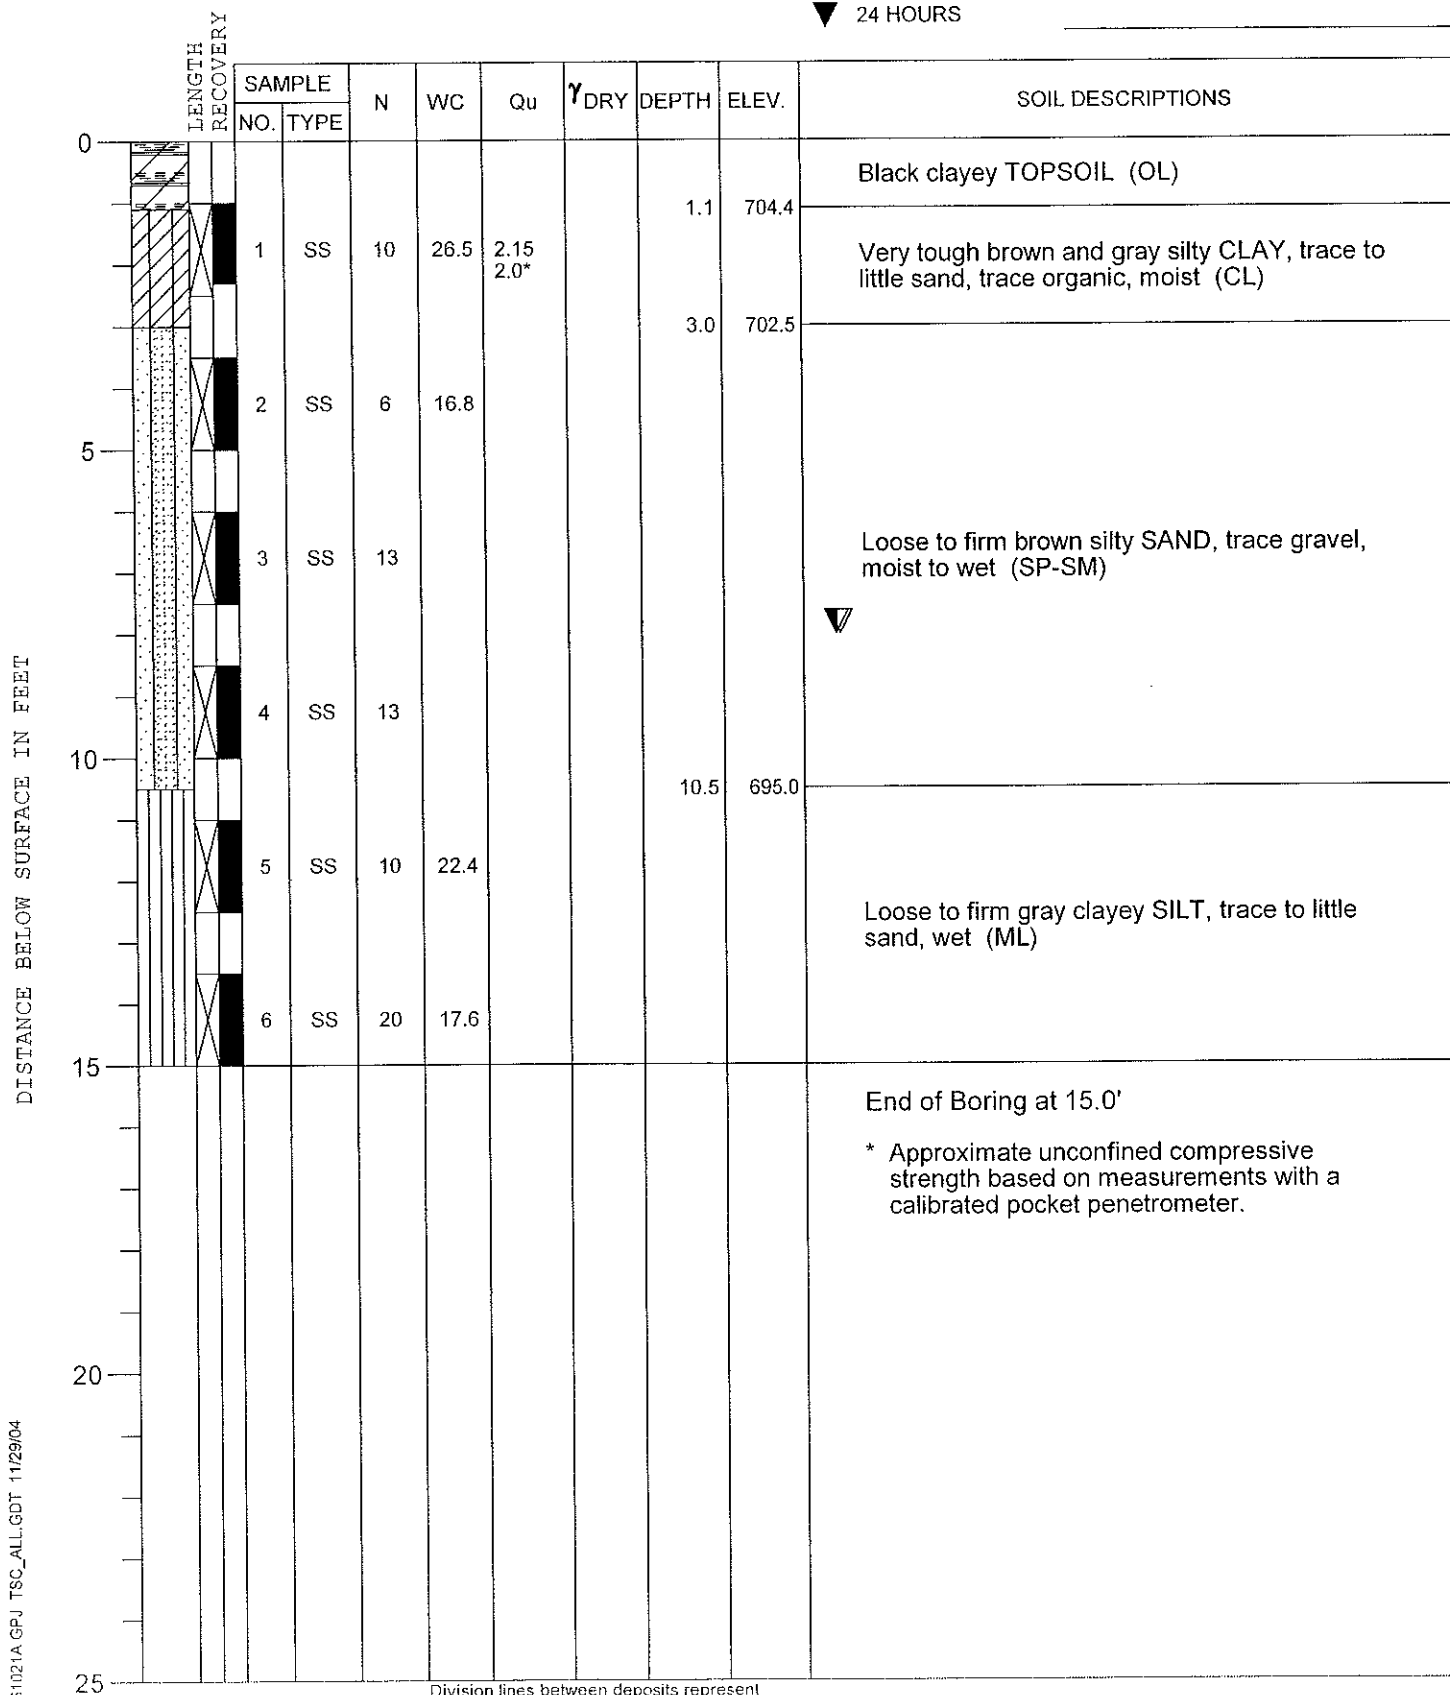 ▼ 24 HOURS
LENGTH
RECOVERY
SAMPLE
NO. TYPE
N
WC
Qu
γ DRY
DEPTH
ELEV.
SOIL DESCRIPTIONS
0
Black clayey TOPSOIL (OL)
1.1 704.4
1 SS 10 26.5 2.15
2.0*
Very tough brown and gray silty CLAY, trace to
little sand, trace organic, moist (CL)
3.0 702.5
2 SS 6 16.8
5
3 SS 13
Loose to firm brown silty SAND, trace gravel,
moist to wet (SP-SM)
4 SS 13
10
10.5 695.0
5 SS 10 22.4
Loose to firm gray clayey SILT, trace to little
sand, wet (ML)
6 SS 20 17.6
15
End of Boring at 15.0'
* Approximate unconfined compressive
strength based on measurements with a
calibrated pocket penetrometer.
20
25
DISTANCE BELOW SURFACE IN FEET
61021A GPJ TSC_ALL.GDT 11/29/04
Division lines between deposits represent